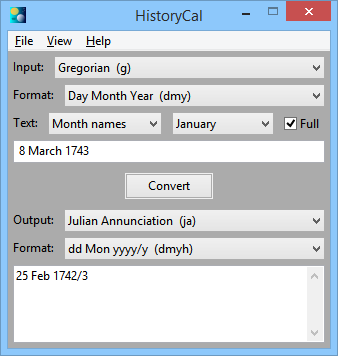 HistoryCal
File View Help
Input: Gregorian (g)
Format: Day Month Year (dmy)
Text: Month names January Full
8 March 1743
Convert
Output: Julian Annunciation (ja)
Format: dd Mon yyyy/y (dmyh)
25 Feb 1742/3